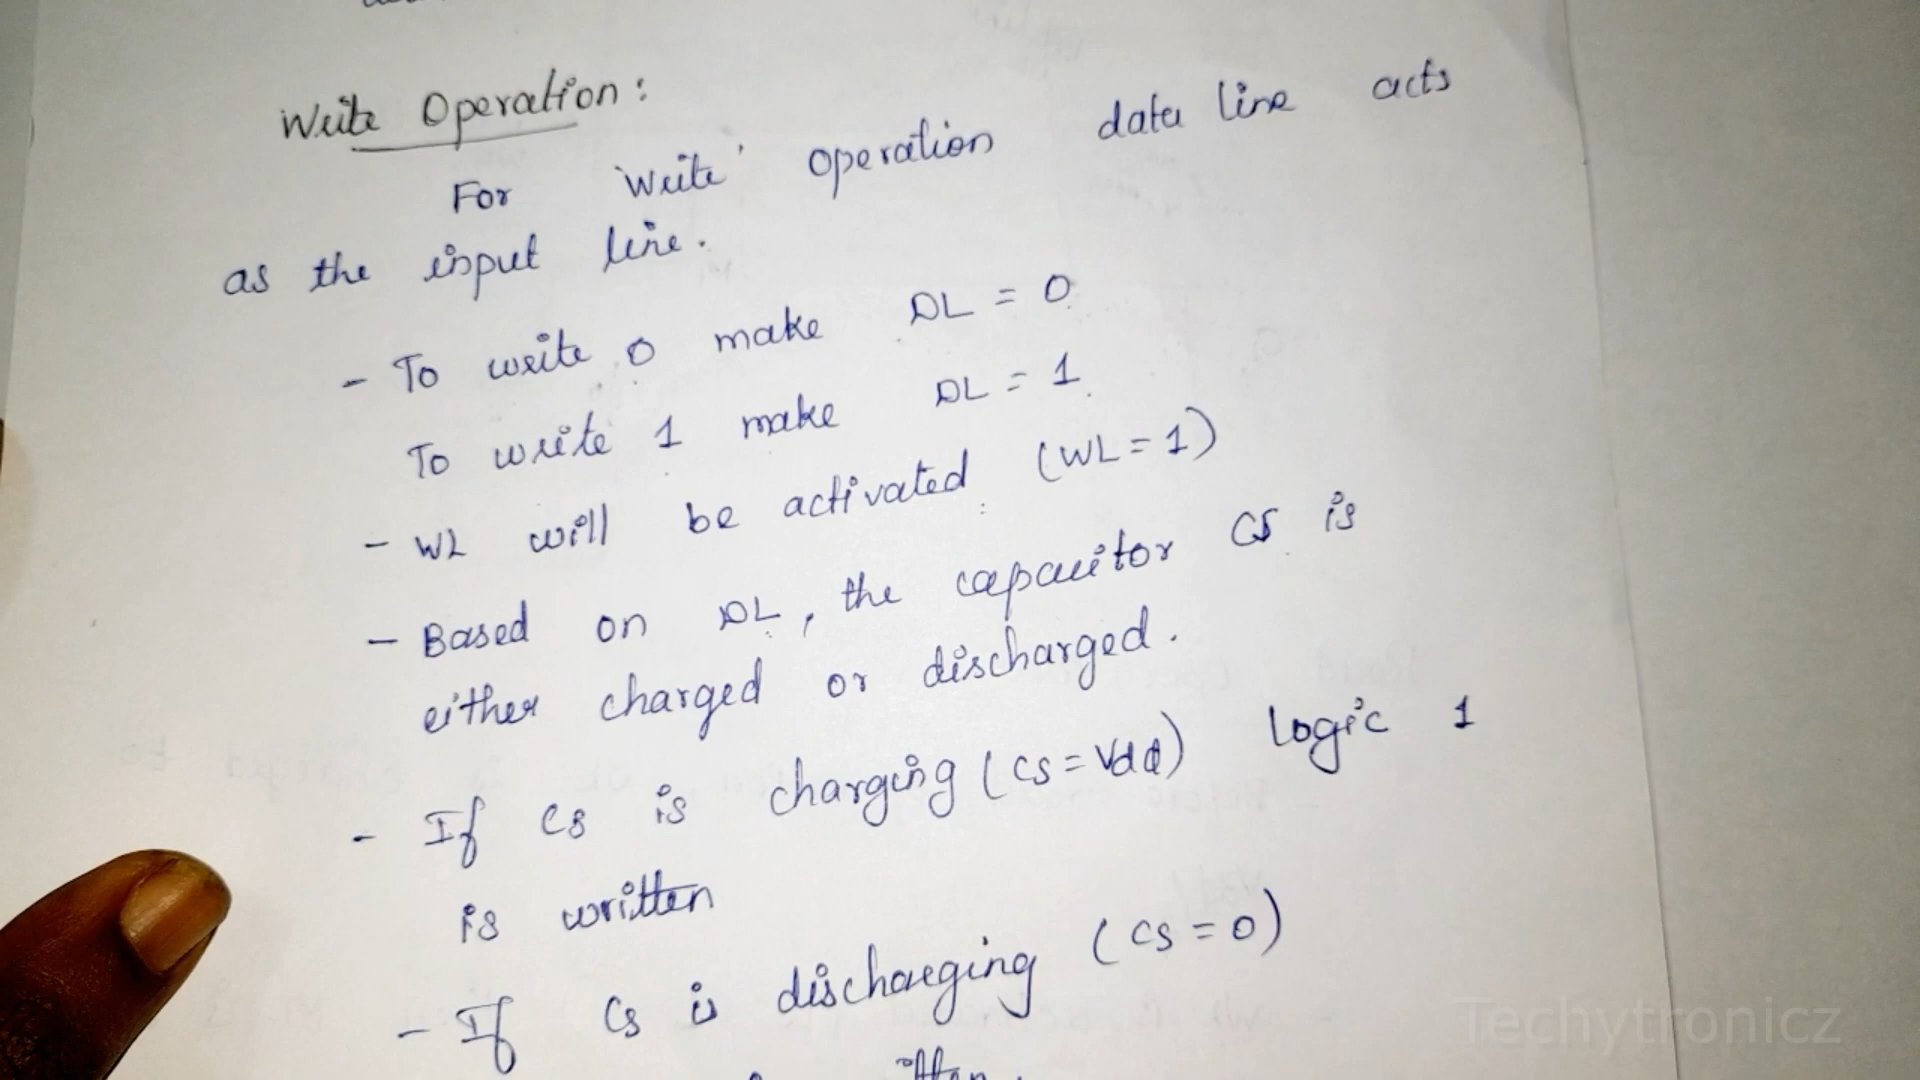 Write Operation :
For 'Write' operation data line acts
as the input line.
- To write 0 make DL = 0
To write 1 make DL = 1
- WL will be activated (WL = 1)
- Based on DL, the capacitor CS is
either charged or discharged.
- If Cs is charging (CS = Vdd) logic 1
is written
- If Cs is discharging (CS = 0)
Techytronicz